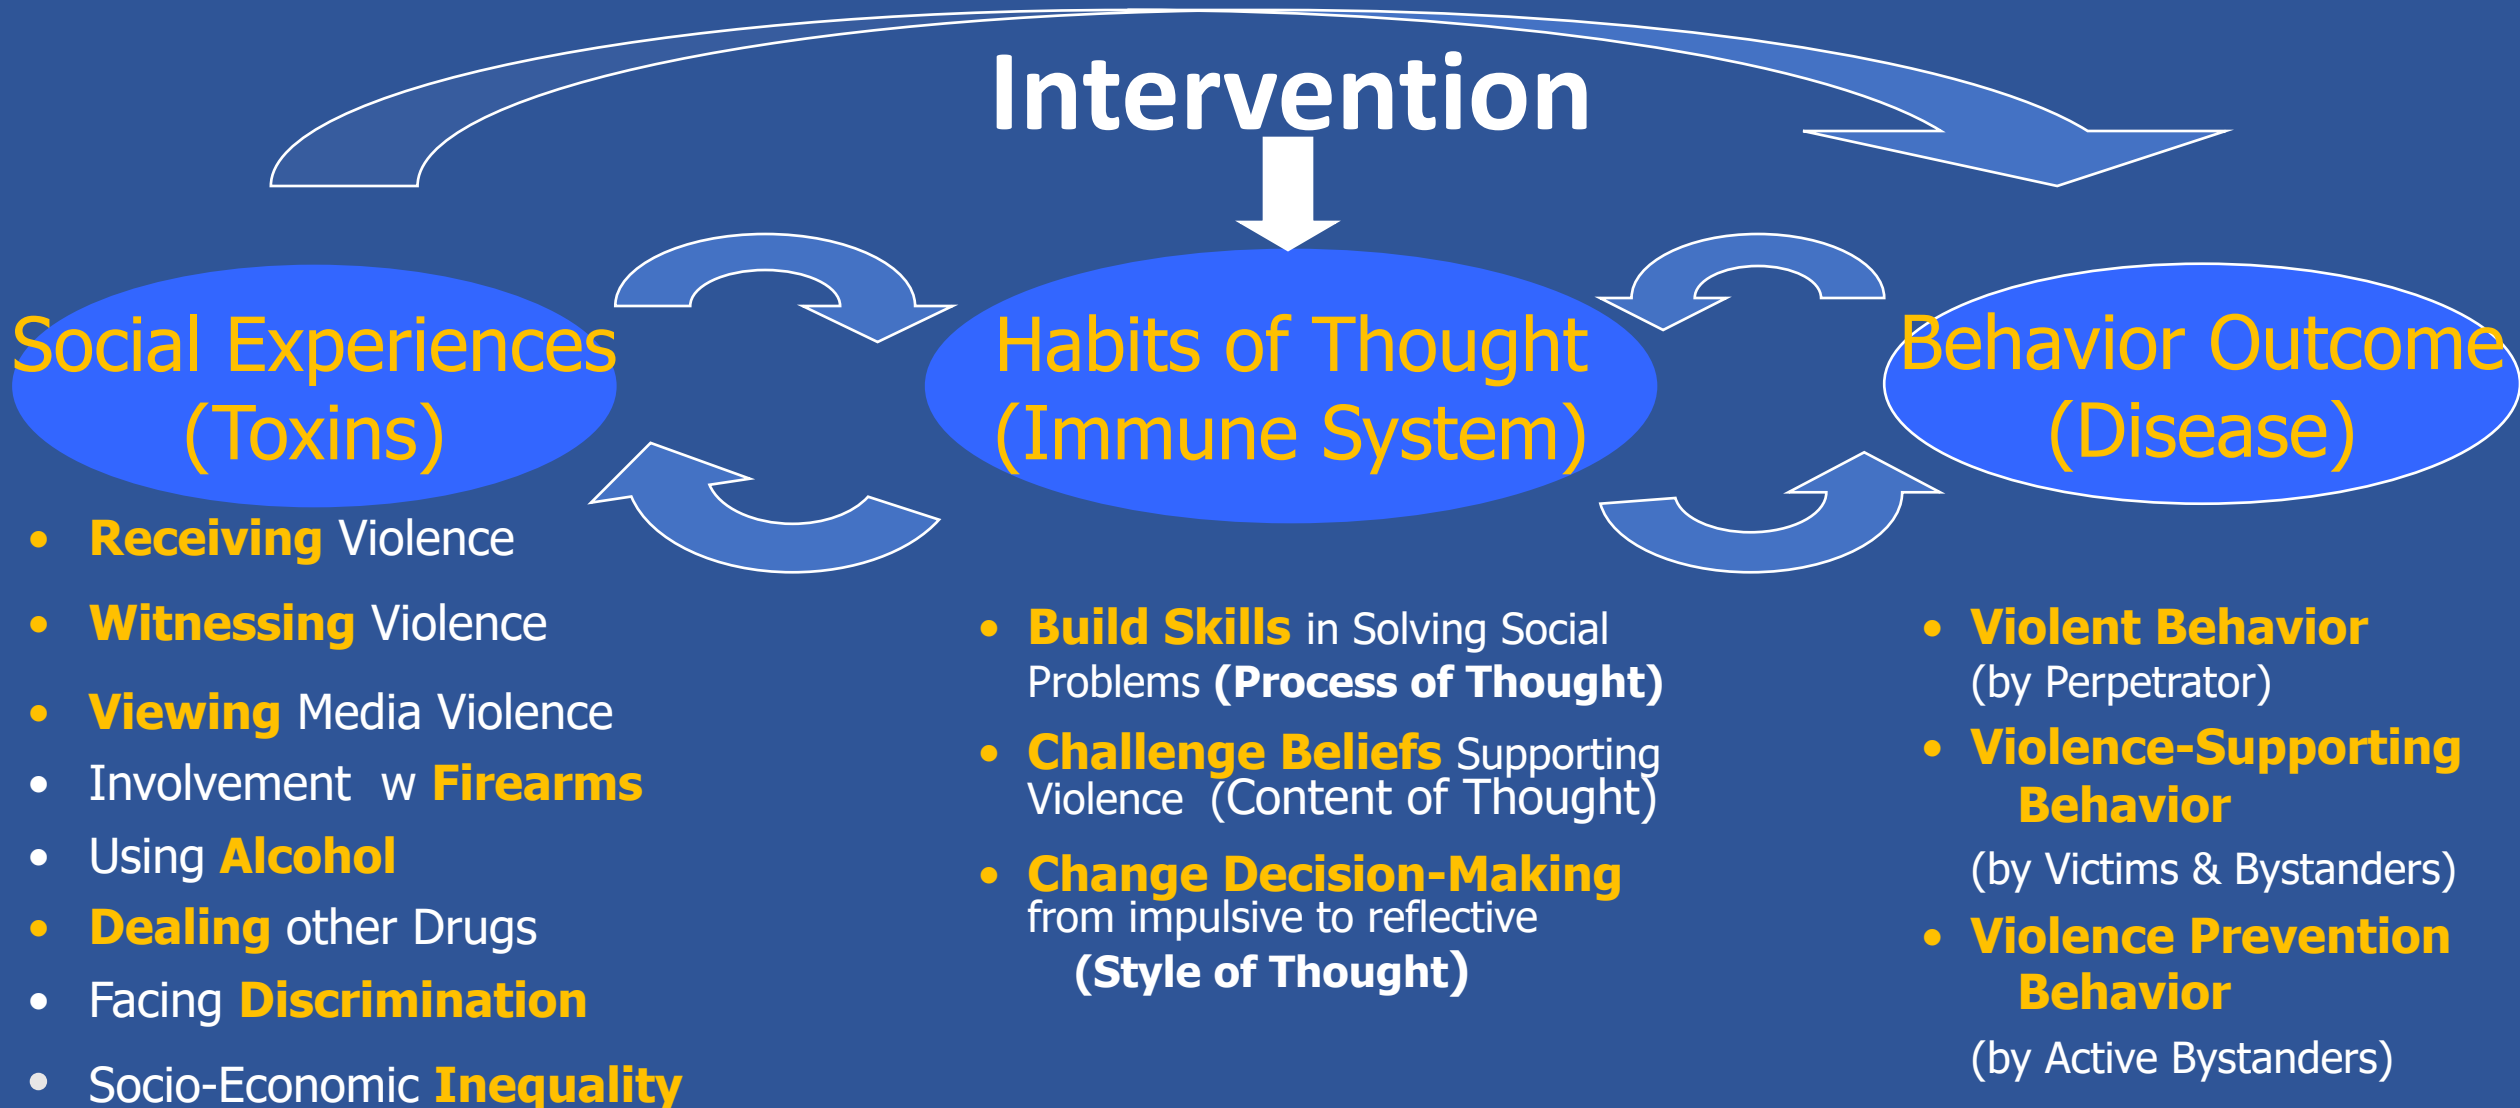 Intervention
Social Experiences
(Toxins)
• Receiving Violence
• Witnessing Violence
• Viewing Media Violence
• Involvement w Firearms
• Using Alcohol
• Dealing other Drugs
• Facing Discrimination
• Socio-Economic Inequality
Habits of Thought
(Immune System)
• Build Skills in Solving Social
Problems (Process of Thought)
• Challenge Beliefs Supporting
Violence (Content of Thought)
• Change Decision-Making
from impulsive to reflective
(Style of Thought)
Behavior Outcome
(Disease)
• Violent Behavior
(by Perpetrator)
• Violence-Supporting
Behavior
(by Victims & Bystanders)
• Violence Prevention
Behavior
(by Active Bystanders)